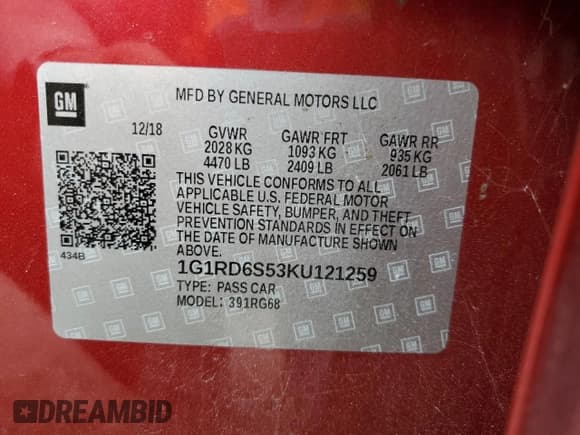 GM
MFD BY GENERAL MOTORS LLC
12/18 GVWR GAWR FRT GAWR RR
2028 KG 1093 KG 935 KG
4470 LB 2409 LB 2061 LB
THIS VEHICLE CONFORMS TO ALL
APPLICABLE U.S. FEDERAL MOTOR
VEHICLE SAFETY, BUMPER, AND THEFT
PREVENTION STANDARDS IN EFFECT ON
THE DATE OF MANUFACTURE SHOWN
ABOVE.
434B
1G1RD6S53KU121259
TYPE: PASS CAR
MODEL: 391RG68
DREAMBID